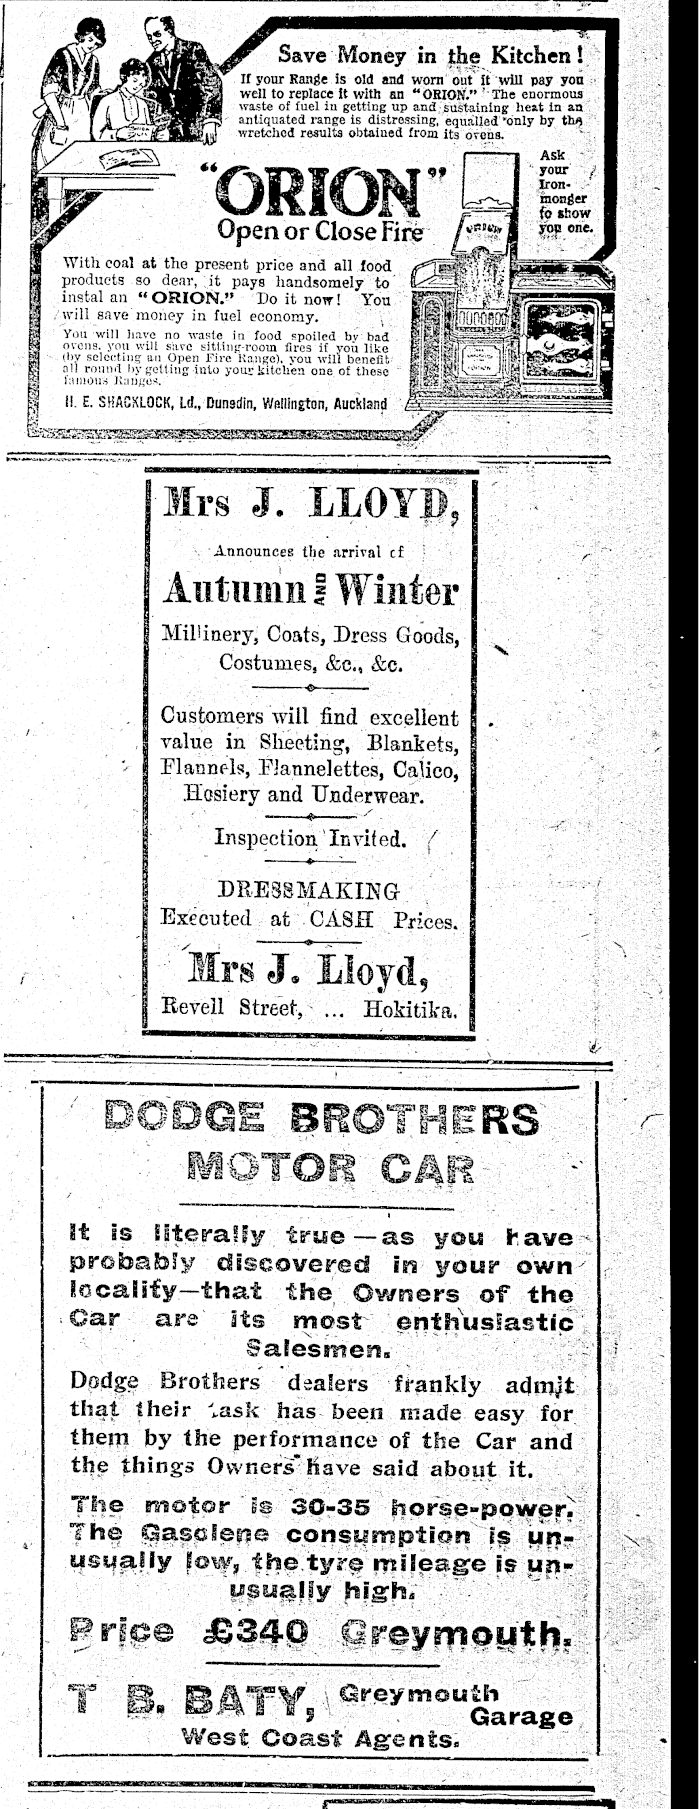 Save Money in the Kitchen!
If your Range is old and worn out it will pay you
well to replace it with an "ORION." The enormous
waste of fuel in getting up and sustaining heat in an
antiquated range is distressing, equalled only by the
wretched results obtained from its ovens.
"ORION"
Open or Close Fire
Ask
your
Iron-
monger
to show
you one.
With coal at the present price and all food
products so dear, it pays handsomely to
instal an "ORION." Do it now! You
will save money in fuel economy.
You will have no waste in food spoiled by bad
ovens, you will save sitting-room fires if you like
(by selecting an Open Fire Range), you will benefit
all round by getting into your kitchen one of these
famous Ranges.
H. E. SHACKLOCK, Ld., Dunedin, Wellington, Auckland
ORION
Mrs J. LLOYD,
Announces the arrival of
Autumn AND Winter
Millinery, Coats, Dress Goods,
Costumes, &c., &c.
Customers will find excellent
value in Sheeting, Blankets,
Flannels, Flannelettes, Calico,
Hosiery and Underwear.
Inspection Invited.
DRESSMAKING
Executed at CASH Prices.
Mrs J. Lloyd,
Revell Street, ... Hokitika.
DODGE BROTHERS
MOTOR CAR
It is literally true—as you have
probably discovered in your own
locality—that the Owners of the
Car are its most enthusiastic
Salesmen.
Dodge Brothers dealers frankly admit
that their task has been made easy for
them by the performance of the Car and
the things Owners have said about it.
The motor is 30-35 horse-power.
The Gasolene consumption is un-
usually low, the tyre mileage is un-
usually high.
Price £340 Greymouth.
T B. BATY, Greymouth
Garage
West Coast Agents.